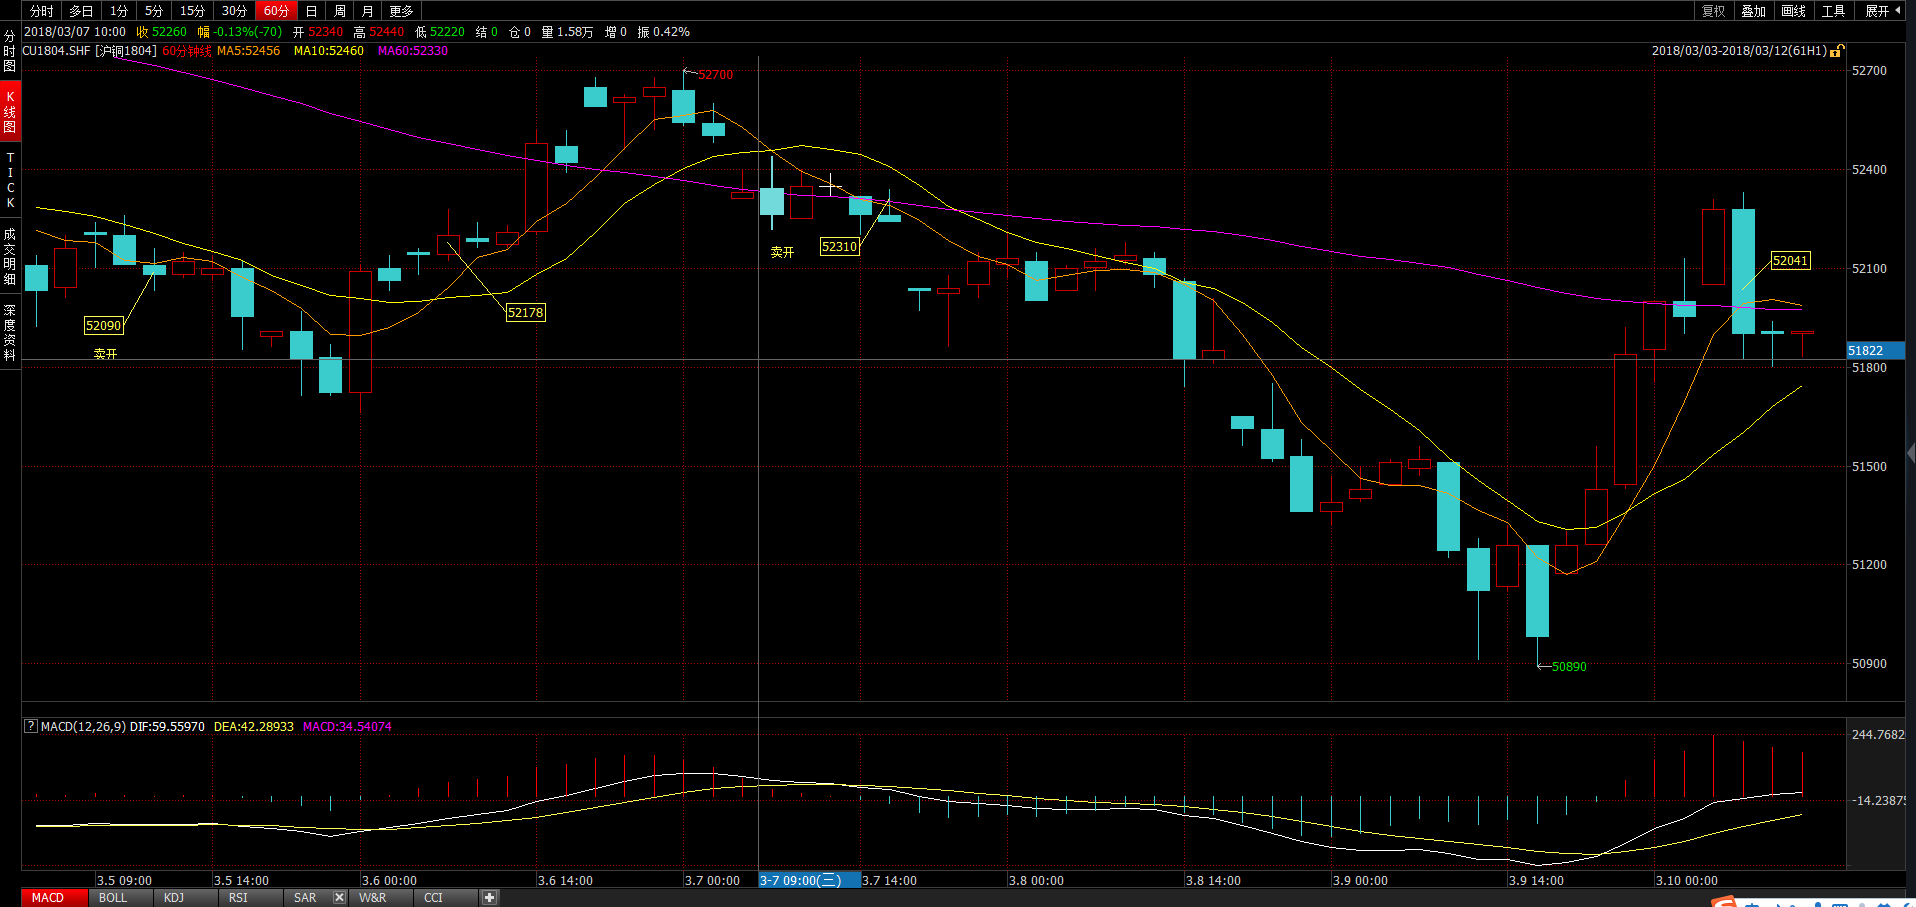 分时 多日 1分 5分 15分 30分 60分 日 周 月 更多 复权 叠加 画线 工具 展开
2018/03/07 10:00 收 52260 幅 -0.13%(-70) 开 52340 高 52440 低 52220 结 0 仓 0 量 1.58万 增 0 振 0.42%
CU1804.SHF [沪铜1804] 60分钟线 MA5:52456 MA10:52460 MA60:52330 2018/03/03-2018/03/12(61H1)
分时图
K线图
TICK
成交明细
深度资料
52700
52700
52400
卖开
52310
52041
52100
52090
52178
卖开
51822
51800
51500
51200
50890
50900
? MACD(12,26,9) DIF:59.55970 DEA:42.28933 MACD:34.54074
244.7682
-14.23875
3.5 09:00 3.5 14:00 3.6 00:00 3.6 14:00 3.7 00:00 3-7 09:00(三) 3.7 14:00 3.8 00:00 3.8 14:00 3.9 00:00 3.9 14:00 3.10 00:00
MACD BOLL KDJ RSI SAR W&R CCI